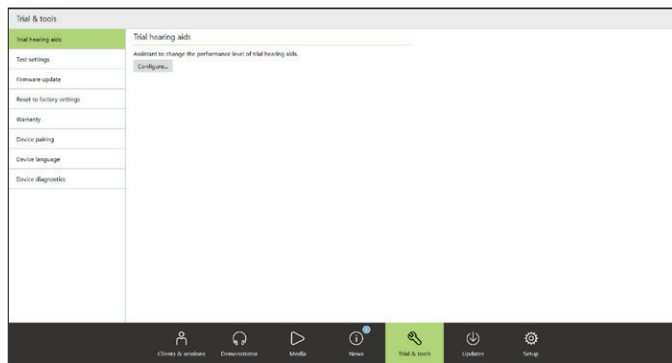 Trial & tools
Trial hearing aids
Test settings
Firmware update
Reset to factory settings
Warranty
Device pairing
Device language
Device diagnostics
Trial hearing aids
Assistant to change the performance level of trial hearing aids.
Configure...
Clients & sessions
Demonstrator
Media
News
Trial & tools
Updates
Setup